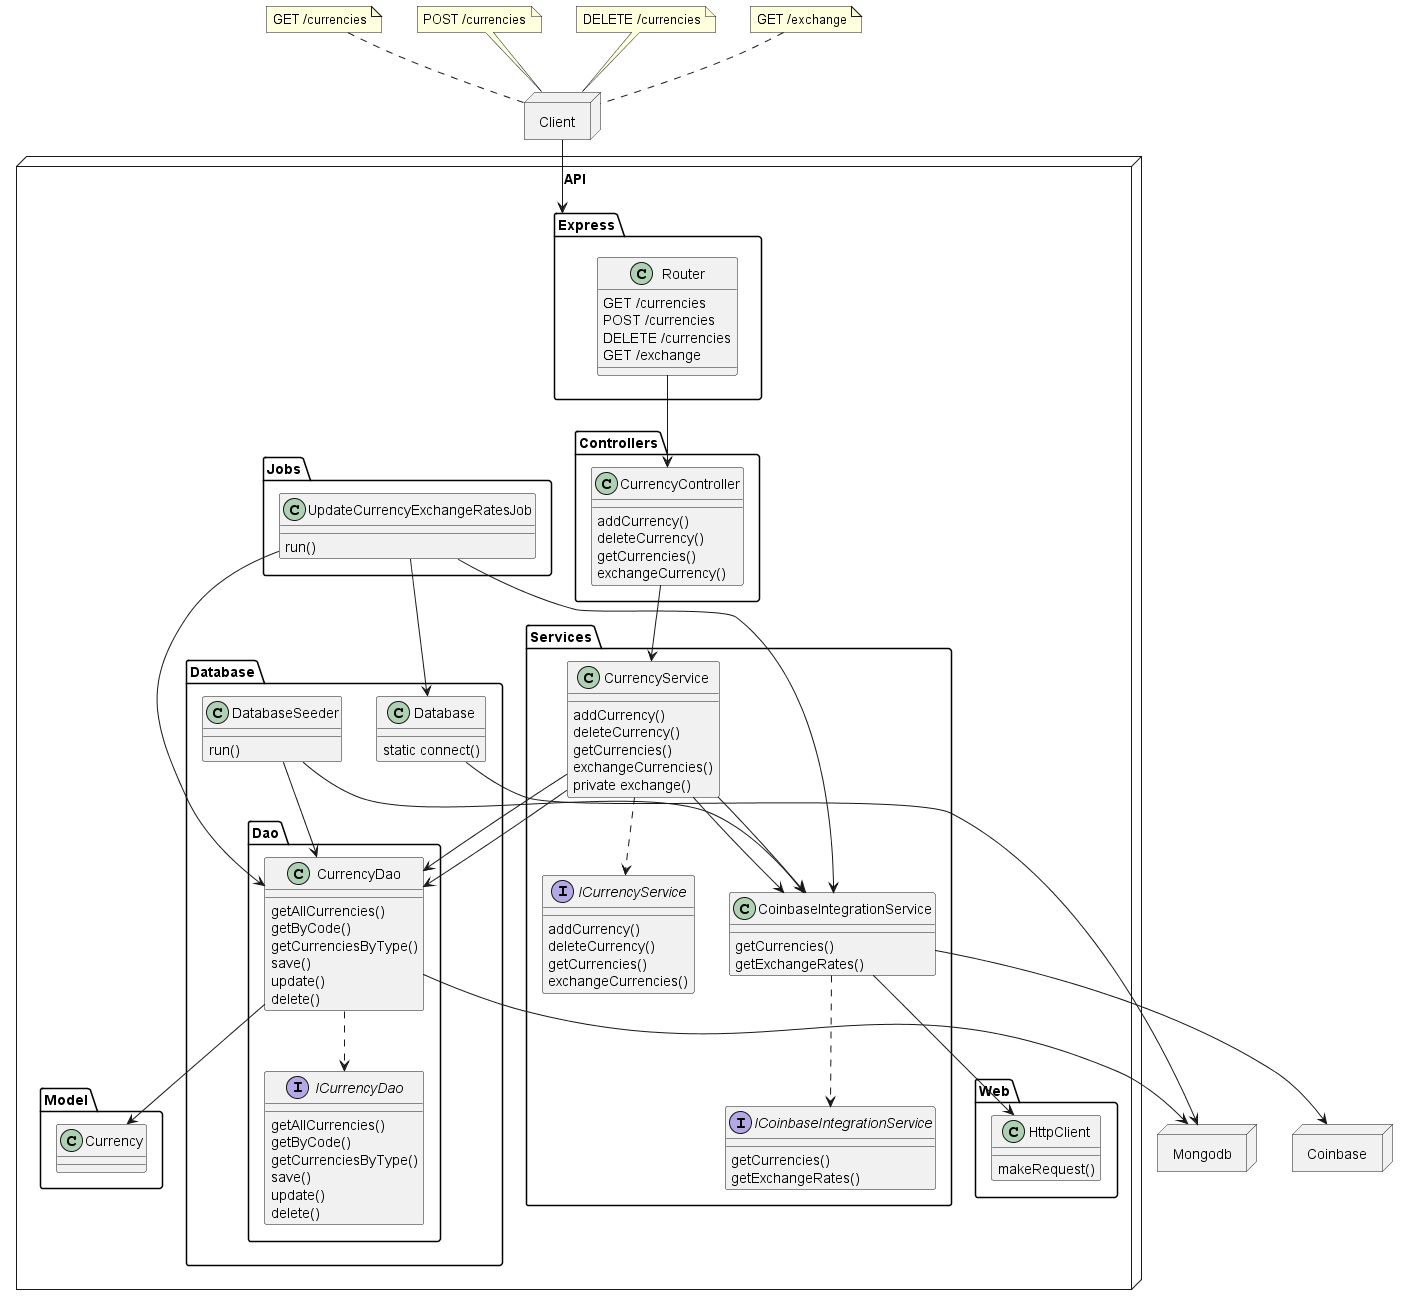 GET /currencies
POST /currencies
DELETE /currencies
GET /exchange
Client
API
Express
C Router
GET /currencies
POST /currencies
DELETE /currencies
GET /exchange
Controllers
C CurrencyController
addCurrency()
deleteCurrency()
getCurrencies()
exchangeCurrency()
Jobs
C UpdateCurrencyExchangeRatesJob
run()
Services
C CurrencyService
addCurrency()
deleteCurrency()
getCurrencies()
exchangeCurrencies()
private exchange()
Database
C DatabaseSeeder
run()
C Database
static connect()
Dao
C CurrencyDao
getAllCurrencies()
getByCode()
getCurrenciesByType()
save()
update()
delete()
I ICurrencyService
addCurrency()
deleteCurrency()
getCurrencies()
exchangeCurrencies()
C CoinbaseIntegrationService
getCurrencies()
getExchangeRates()
I ICurrencyDao
getAllCurrencies()
getByCode()
getCurrenciesByType()
save()
update()
delete()
Model
C Currency
I ICoinbaseIntegrationService
getCurrencies()
getExchangeRates()
Web
C HttpClient
makeRequest()
Mongodb
Coinbase